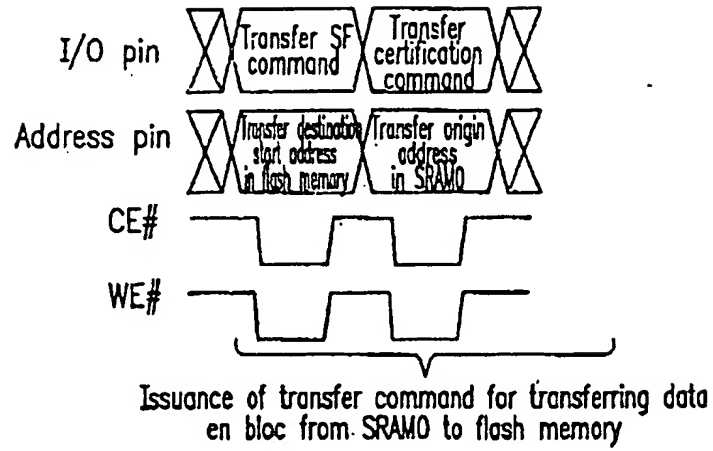 I/O pin
Transfer SF
command
Transfer
certification
command
Address pin
Transfer destination
start address
in flash memory
Transfer origin
address
in SRAM0
CE#
WE#
Issuance of transfer command for transferring data
en bloc from SRAM0 to flash memory